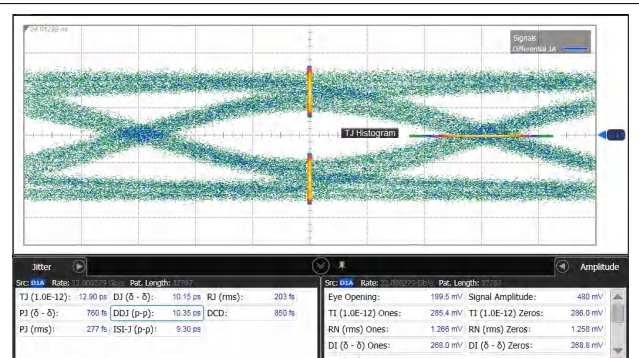 24.01299 ns
Signals
Differential 1A
TJ Histogram
Jitter
Amplitude
Src: D1A Rate: Pat. Length: 32767
TJ (1.0E-12): 12.90 ps DJ (δ - δ): 10.15 ps RJ (rms): 203 fs
PJ (δ - δ): 760 fs DDJ (p-p): 10.35 ps DCD: 850 fs
PJ (rms): 277 fs ISI-J (p-p): 9.30 ps
Src: D1A Rate: Pat. Length: 32767
Eye Opening: 199.5 mV Signal Amplitude: 480 mV
TI (1.0E-12) Ones: 285.4 mV TI (1.0E-12) Zeros: 286.0 mV
RN (rms) Ones: 1.266 mV RN (rms) Zeros: 1.258 mV
DI (δ - δ) Ones: 268.0 mV DI (δ - δ) Zeros: 268.8 mV